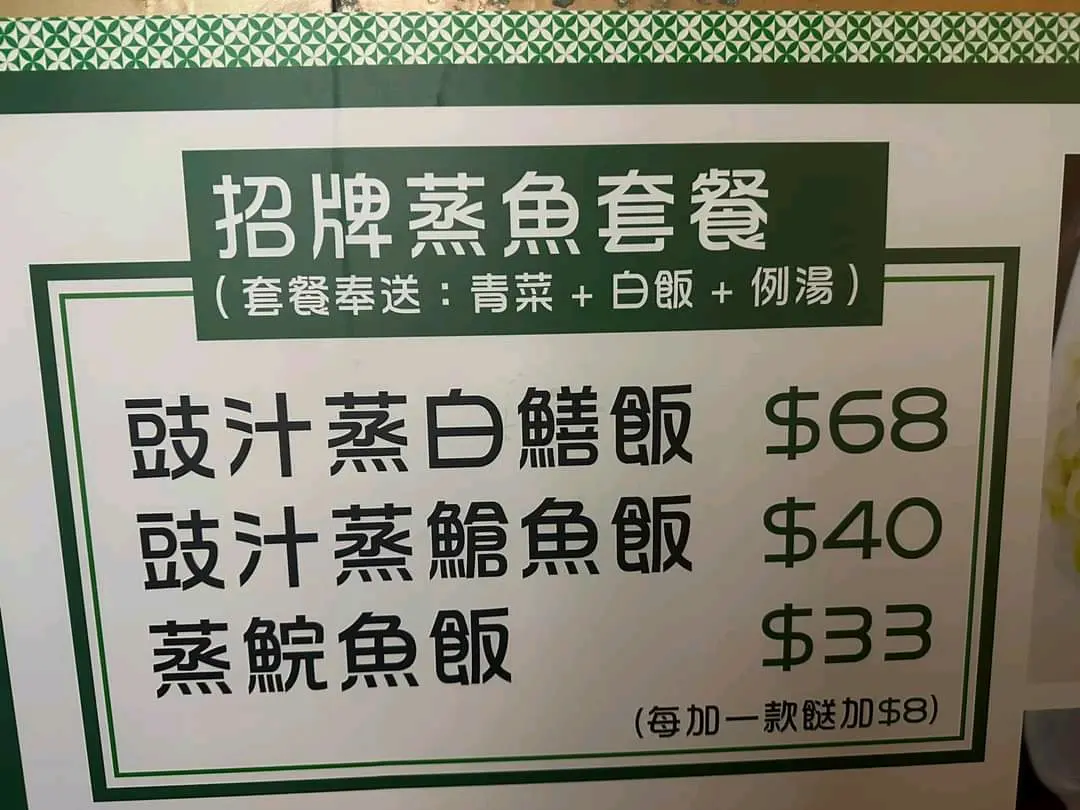 招牌蒸魚套餐
(套餐奉送：青菜 + 白飯 + 例湯)
豉汁蒸白鱔飯 $68
豉汁蒸鯧魚飯 $40
蒸鯇魚飯 $33
(每加一款餸加$8)